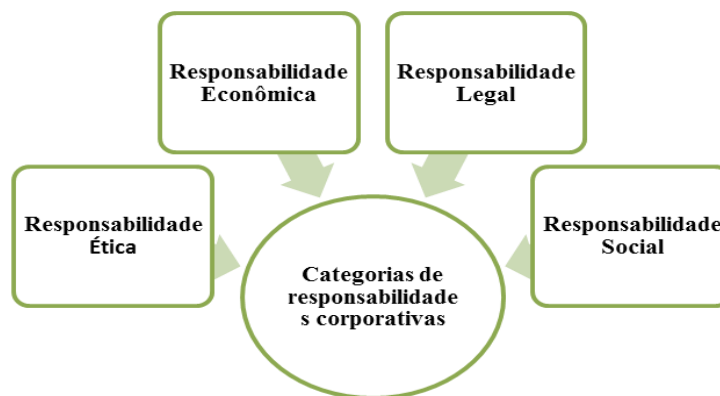 Responsabilidade
Econômica
Responsabilidade
Legal
Responsabilidade
Ética
Responsabilidade
Social
Categorias de
responsabilidade
s corporativas